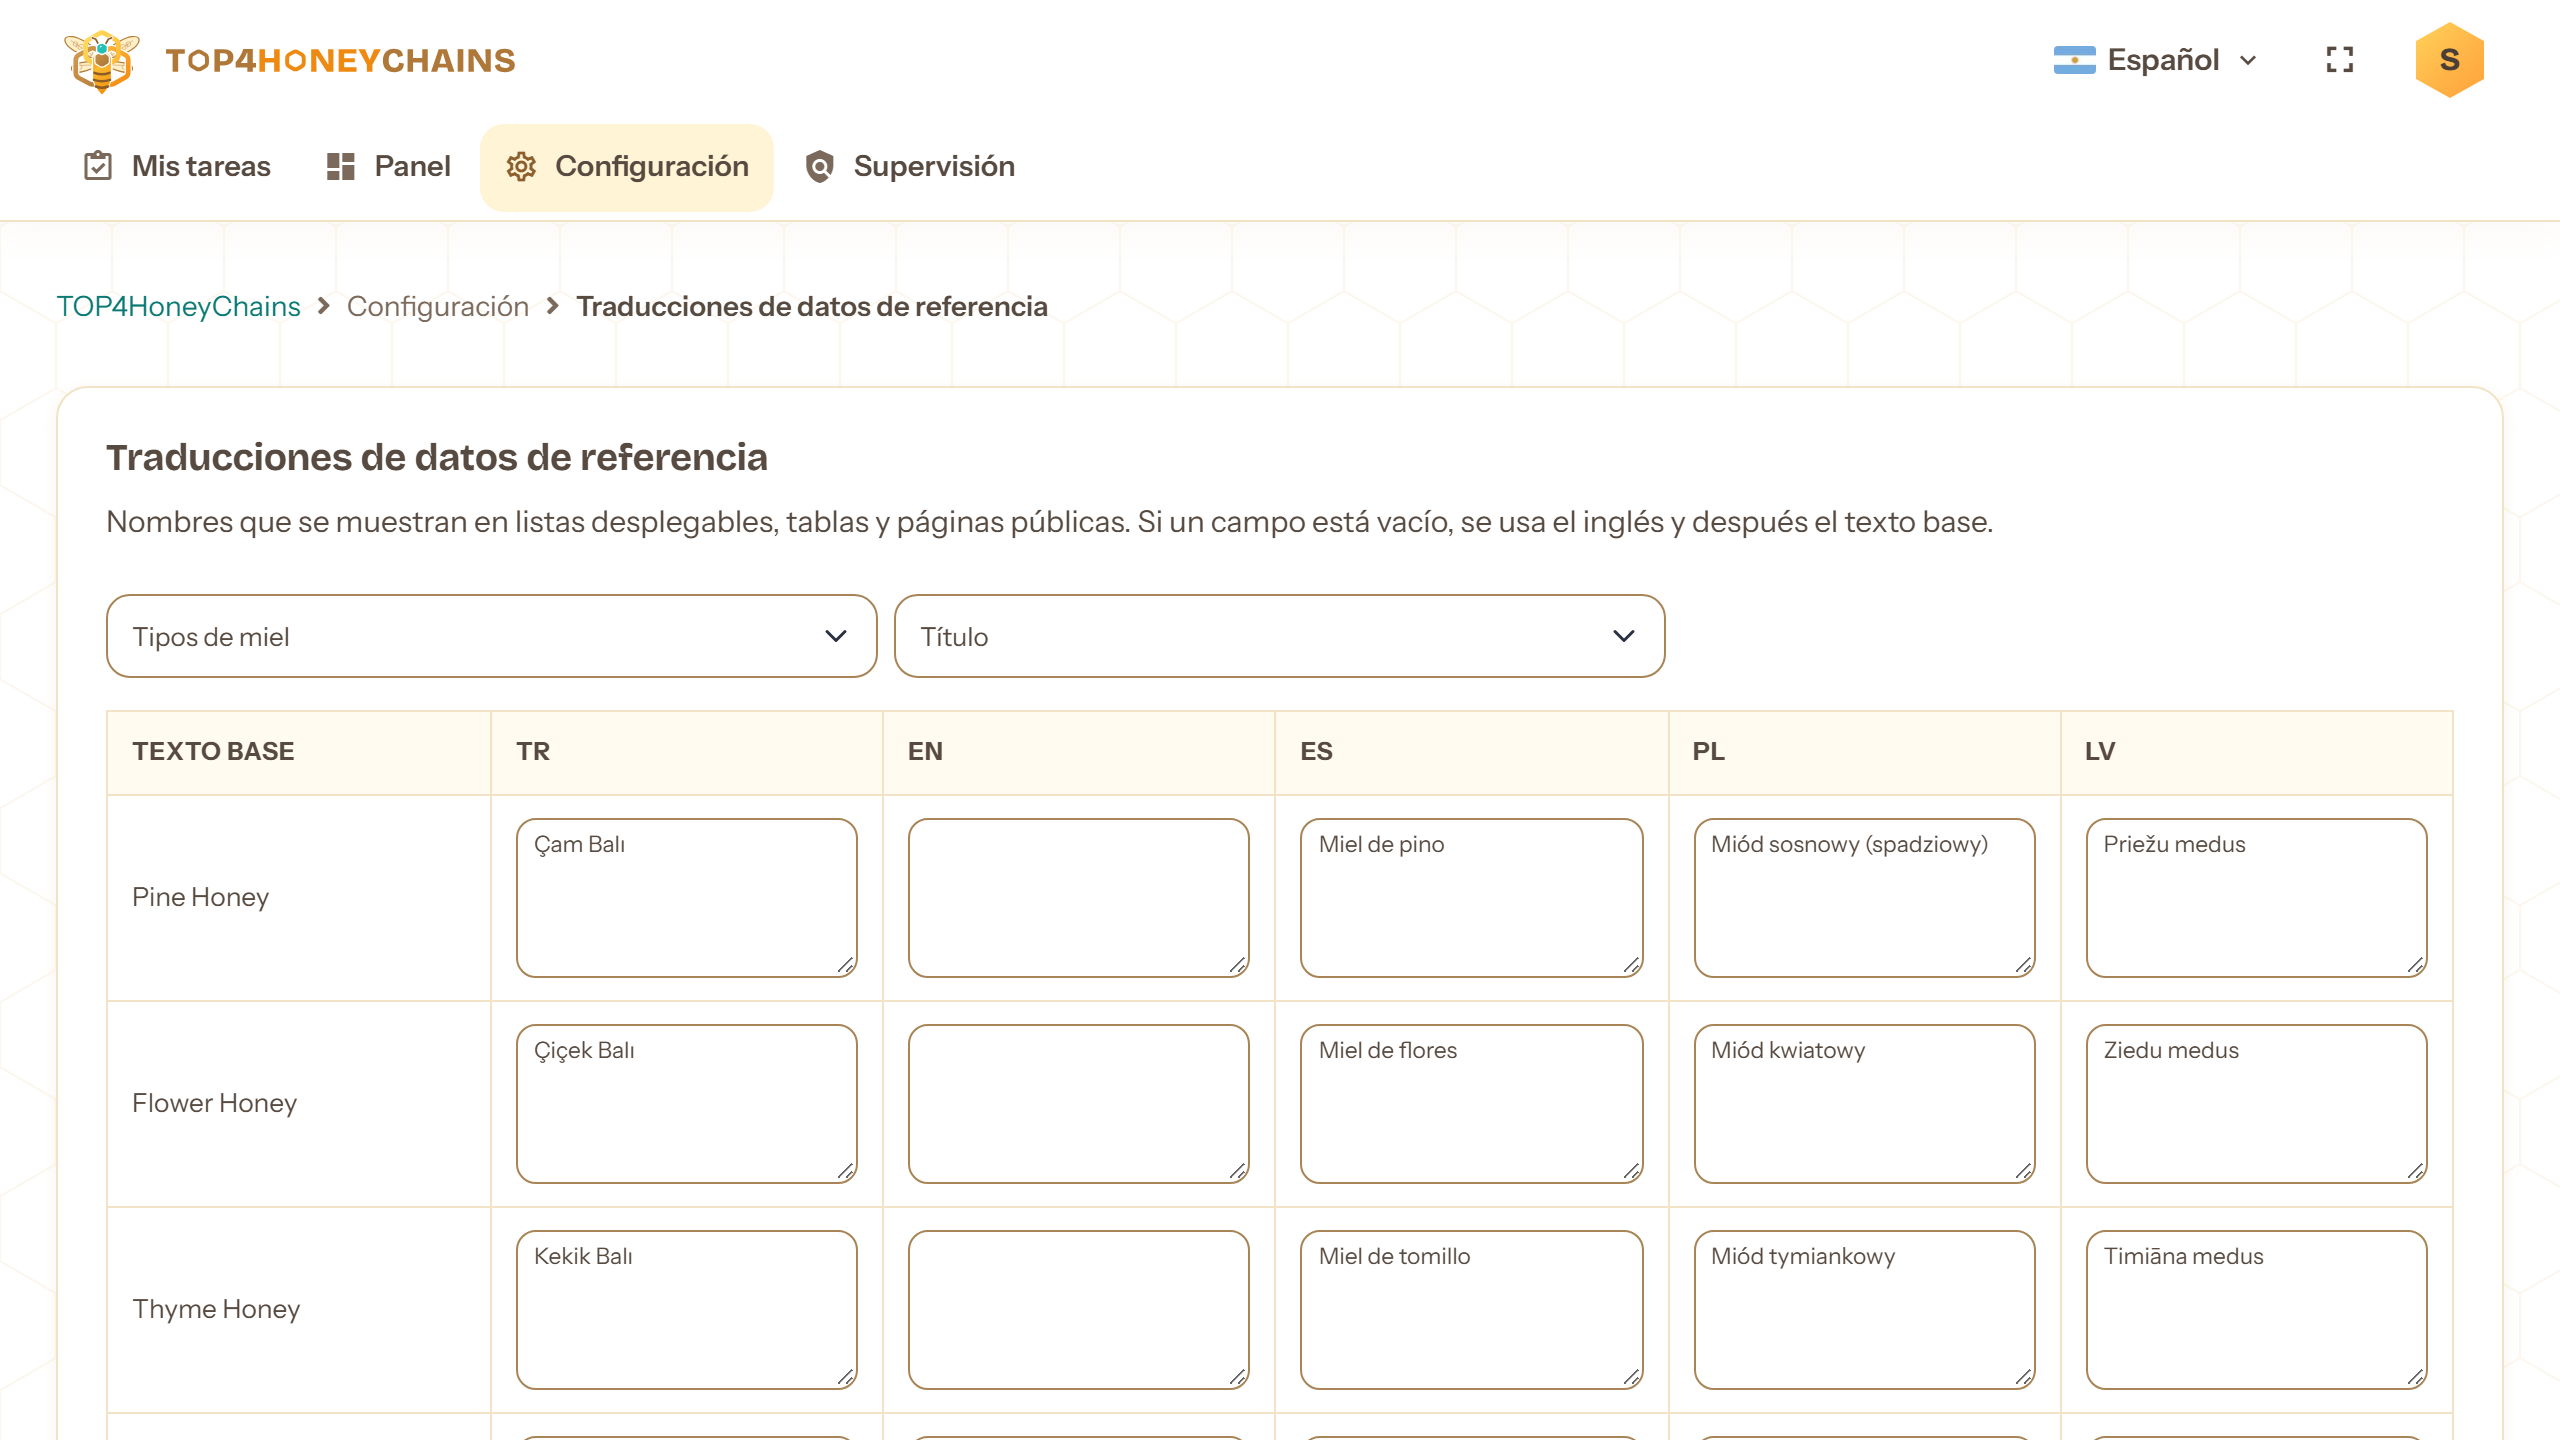 TOP4HONEYCHAINS
Español
S
Mis tareas
Panel
Configuración
Supervisión
TOP4HoneyChains > Configuración > Traducciones de datos de referencia
Traducciones de datos de referencia
Nombres que se muestran en listas desplegables, tablas y páginas públicas. Si un campo está vacío, se usa el inglés y después el texto base.
Tipos de miel
Título
TEXTO BASE TR EN ES PL LV
Pine Honey Çam Balı Miel de pino Miód sosnowy (spadziowy) Priežu medus
Flower Honey Çiçek Balı Miel de flores Miód kwiatowy Ziedu medus
Thyme Honey Kekik Balı Miel de tomillo Miód tymiankowy Timiāna medus